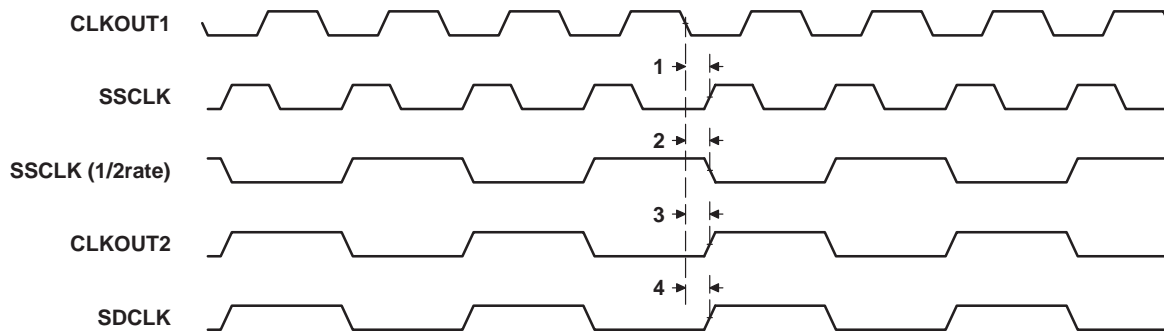 CLKOUT1
1
SSCLK
2
SSCLK (1/2rate)
3
CLKOUT2
4
SDCLK